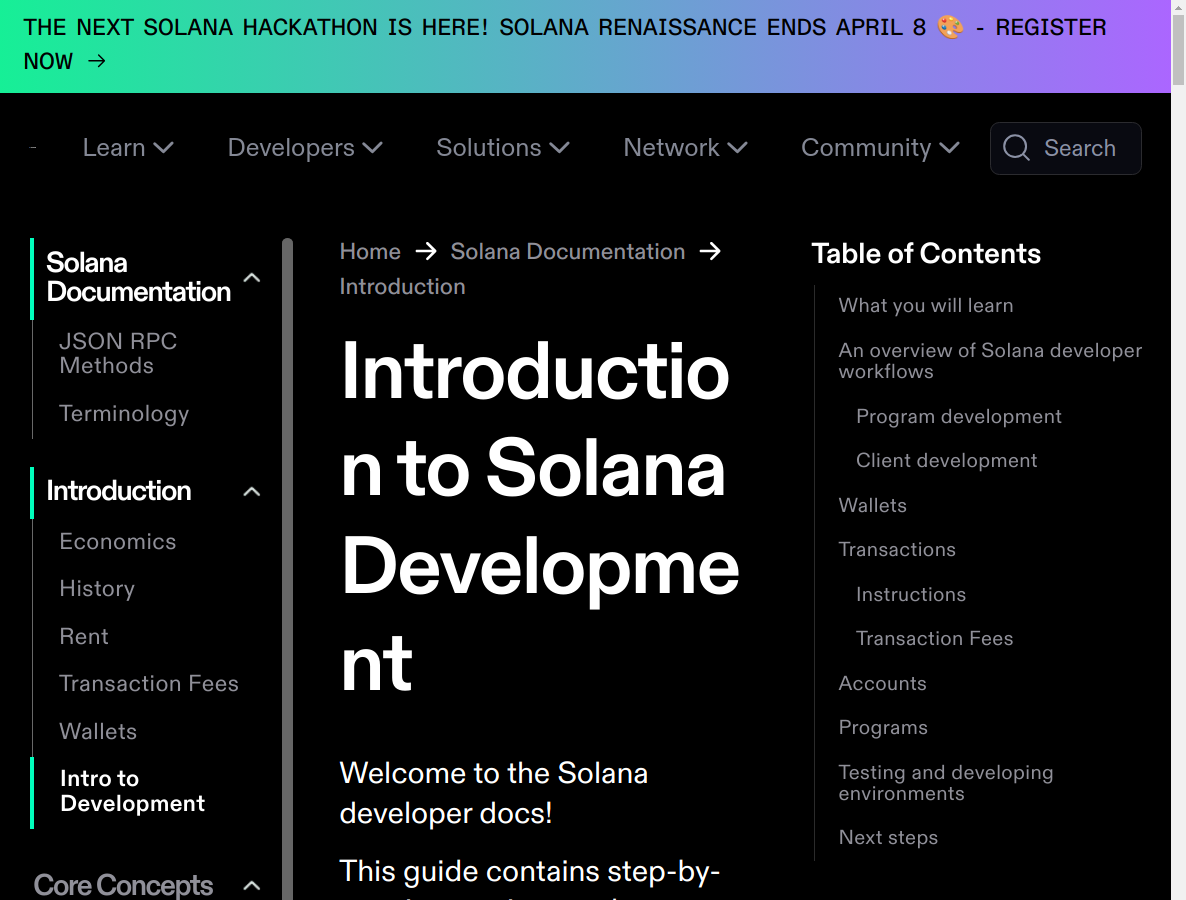 THE NEXT SOLANA HACKATHON IS HERE! SOLANA RENAISSANCE ENDS APRIL 8 🎨 - REGISTER
NOW →
Learn
Developers
Solutions
Network
Community
Search
Solana
Documentation
JSON RPC
Methods
Terminology
Introduction
Economics
History
Rent
Transaction Fees
Wallets
Intro to
Development
Core Concepts
Home → Solana Documentation →
Introduction
Introductio
n to Solana
Developme
nt
Welcome to the Solana
developer docs!
This guide contains step-by-
Table of Contents
What you will learn
An overview of Solana developer
workflows
Program development
Client development
Wallets
Transactions
Instructions
Transaction Fees
Accounts
Programs
Testing and developing
environments
Next steps